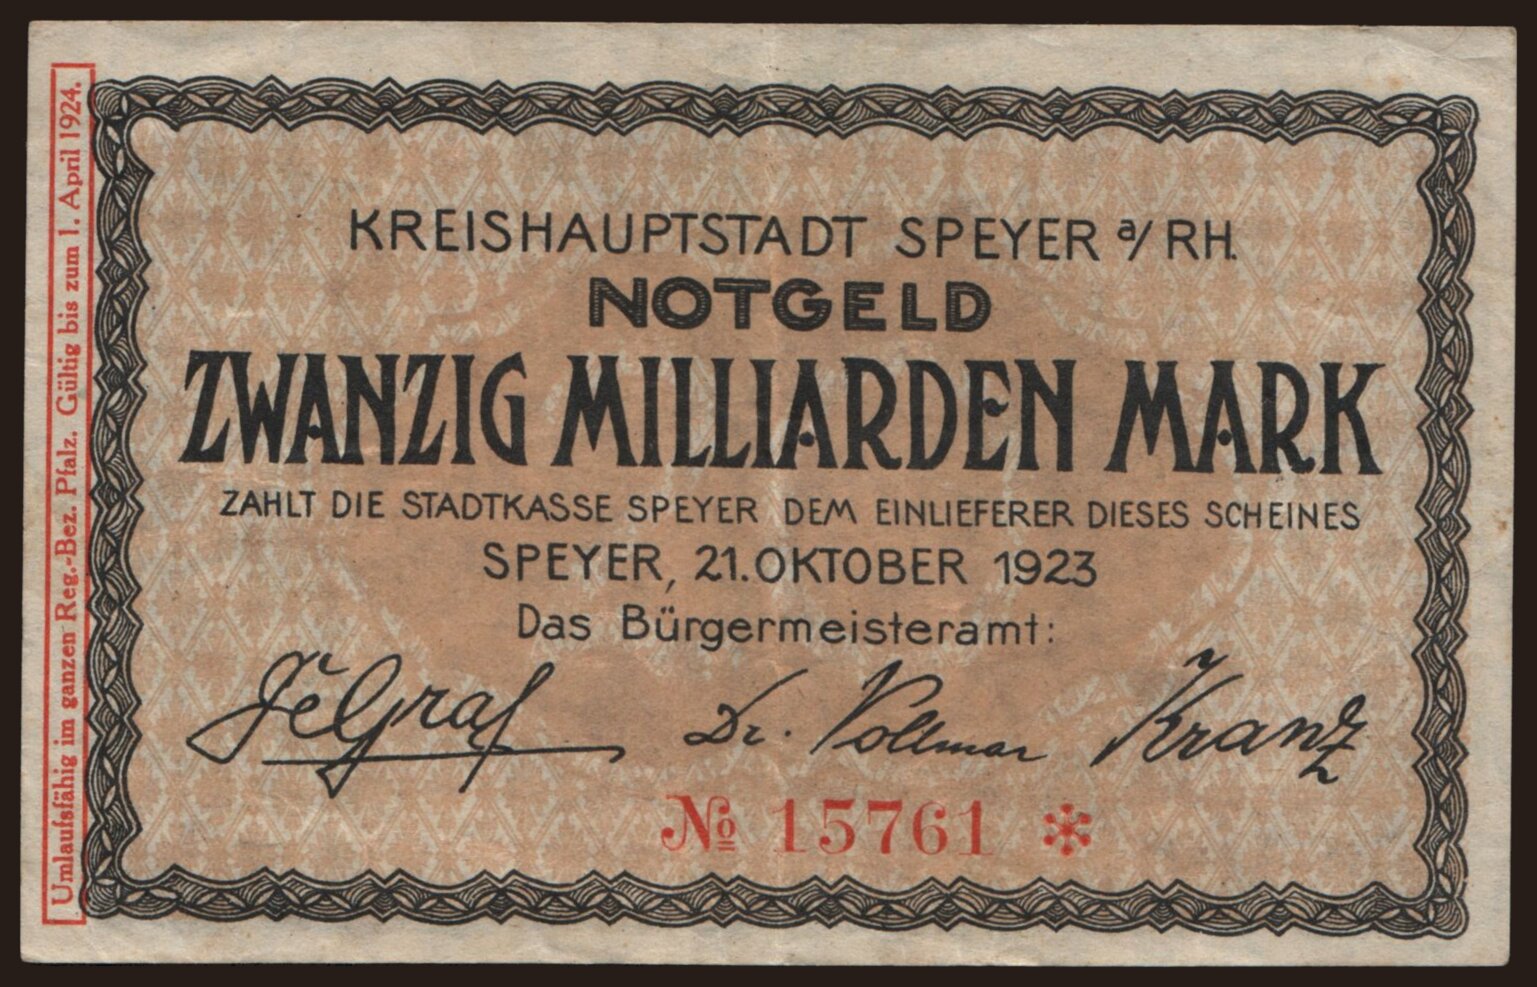 Umlaufsfähig im ganzen Reg.-Bez. Pfalz. Gültig bis zum 1. April 1924.
KREISHAUPTSTADT SPEYER a/RH.
NOTGELD
ZWANZIG MILLIARDEN MARK
ZAHLT DIE STADTKASSE SPEYER DEM EINLIEFERER DIESES SCHEINES
SPEYER, 21. OKTOBER 1923
Das Bürgermeisteramt:
Dr. Vollmar Kranz
№ 15761 *